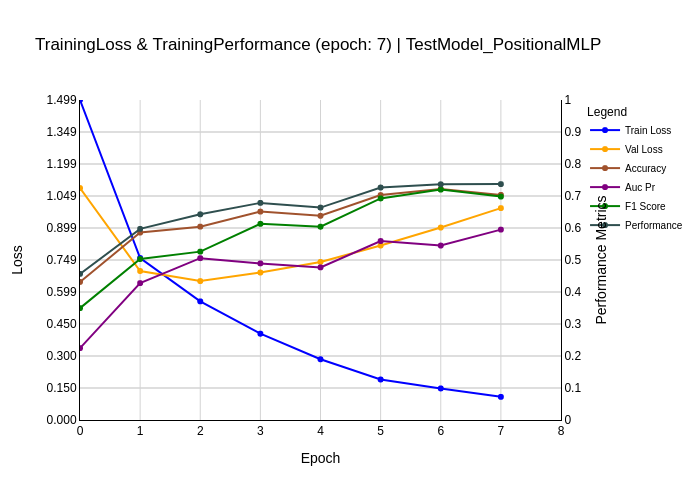 TrainingLoss & TrainingPerformance (epoch: 7) | TestModel_PositionalMLP
1.499
1.349
1.199
1.049
0.899
0.749
0.599
0.450
0.300
0.150
0.000
Loss
0 1 2 3 4 5 6 7 8
Epoch
1
0.9
0.8
0.7
0.6
0.5
0.4
0.3
0.2
0.1
0
Performance Metrics
Legend
Train Loss
Val Loss
Accuracy
Auc Pr
F1 Score
Performance